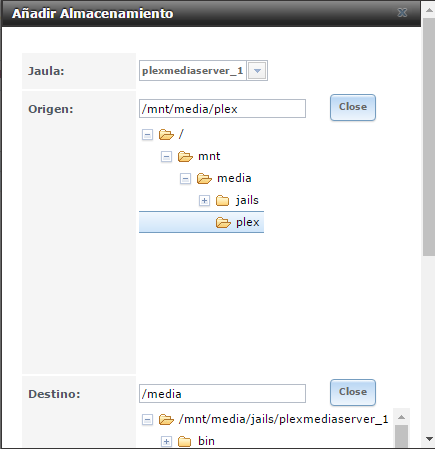 Añadir Almacenamiento
Jaula: plexmediaserver_1
Origen: /mnt/media/plex Close
/
mnt
media
jails
plex
Destino: /media Close
/mnt/media/jails/plexmediaserver_1
bin